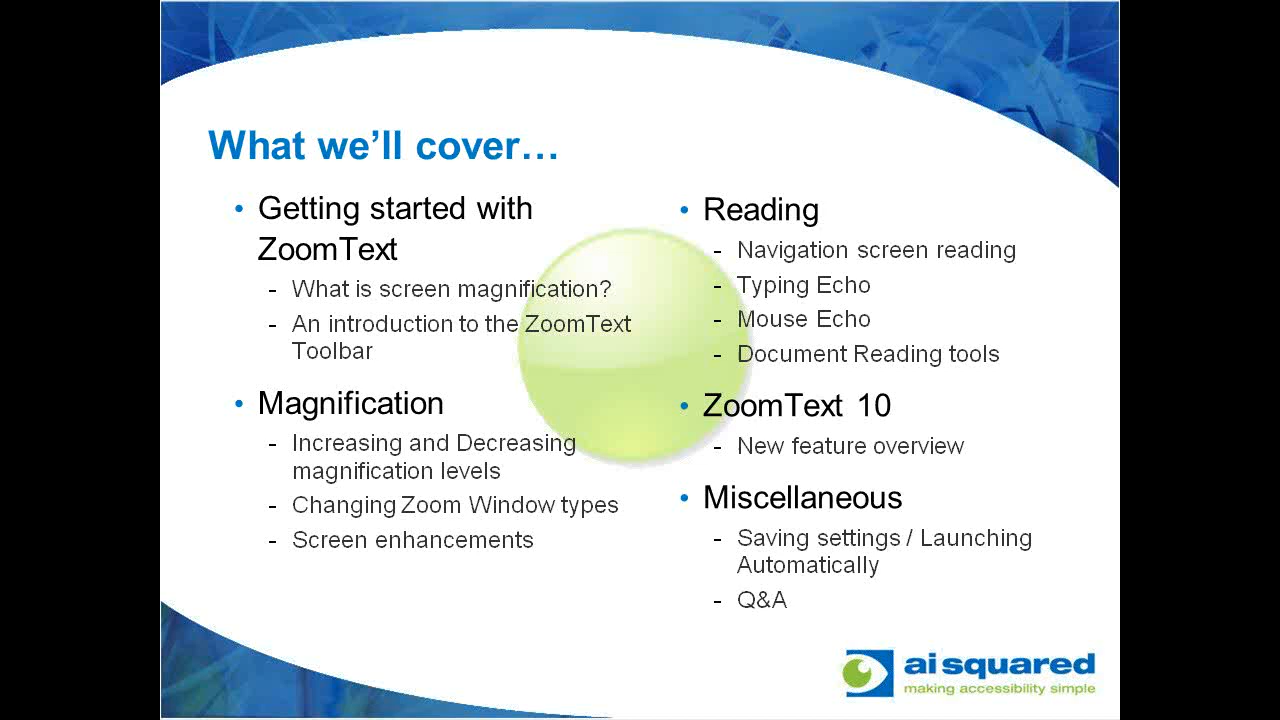 What we’ll cover…
• Getting started with
ZoomText
- What is screen magnification?
- An introduction to the ZoomText
Toolbar
• Magnification
- Increasing and Decreasing
magnification levels
- Changing Zoom Window types
- Screen enhancements
• Reading
- Navigation screen reading
- Typing Echo
- Mouse Echo
- Document Reading tools
• ZoomText 10
- New feature overview
• Miscellaneous
- Saving settings / Launching
Automatically
- Q&A
ai squared
making accessibility simple